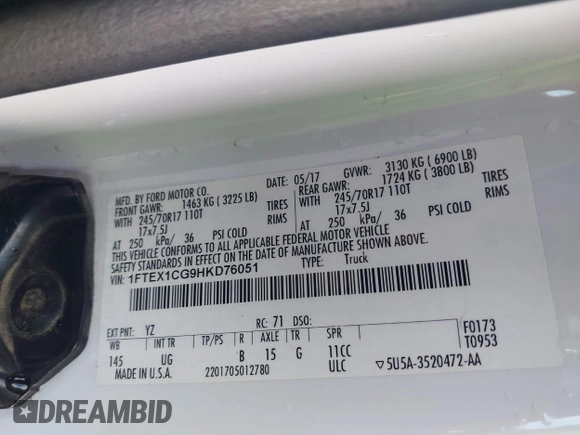 MFD. BY FORD MOTOR CO.
DATE: 05/17 GVWR: 3130 KG ( 6900 LB)
FRONT GAWR: 1463 KG ( 3225 LB) REAR GAWR: 1724 KG ( 3800 LB)
245/70R17 110T TIRES 245/70R17 110T TIRES
17x7.5J RIMS 17x7.5J RIMS
AT 250 kPa/ 36 PSI COLD AT 250 kPa/ 36 PSI COLD
THIS VEHICLE CONFORMS TO ALL APPLICABLE FEDERAL MOTOR VEHICLE
SAFETY STANDARDS IN EFFECT ON THE DATE OF MANUFACTURE SHOWN ABOVE.
VIN: 1FTEX1CG9HKD76051 TYPE: Truck
EXT PNT: YZ RC: 71 DSO: F0173
WB INT TR TP/PS R AXLE TR SPR T0953
145 UG B 15 G 11CC
ULC
MADE IN U.S.A. 2201705012780 ▽5U5A-3520472-AA
DREAMBID